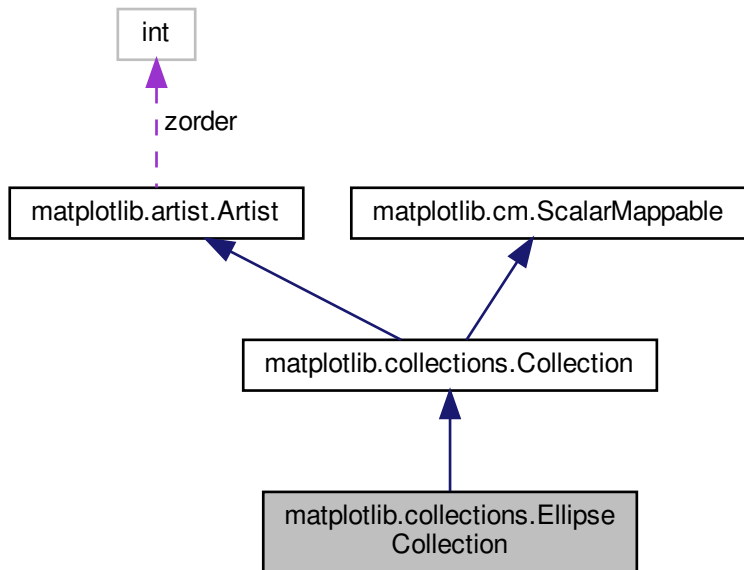 int
zorder
matplotlib.artist.Artist
matplotlib.cm.ScalarMappable
matplotlib.collections.Collection
matplotlib.collections.Ellipse
Collection